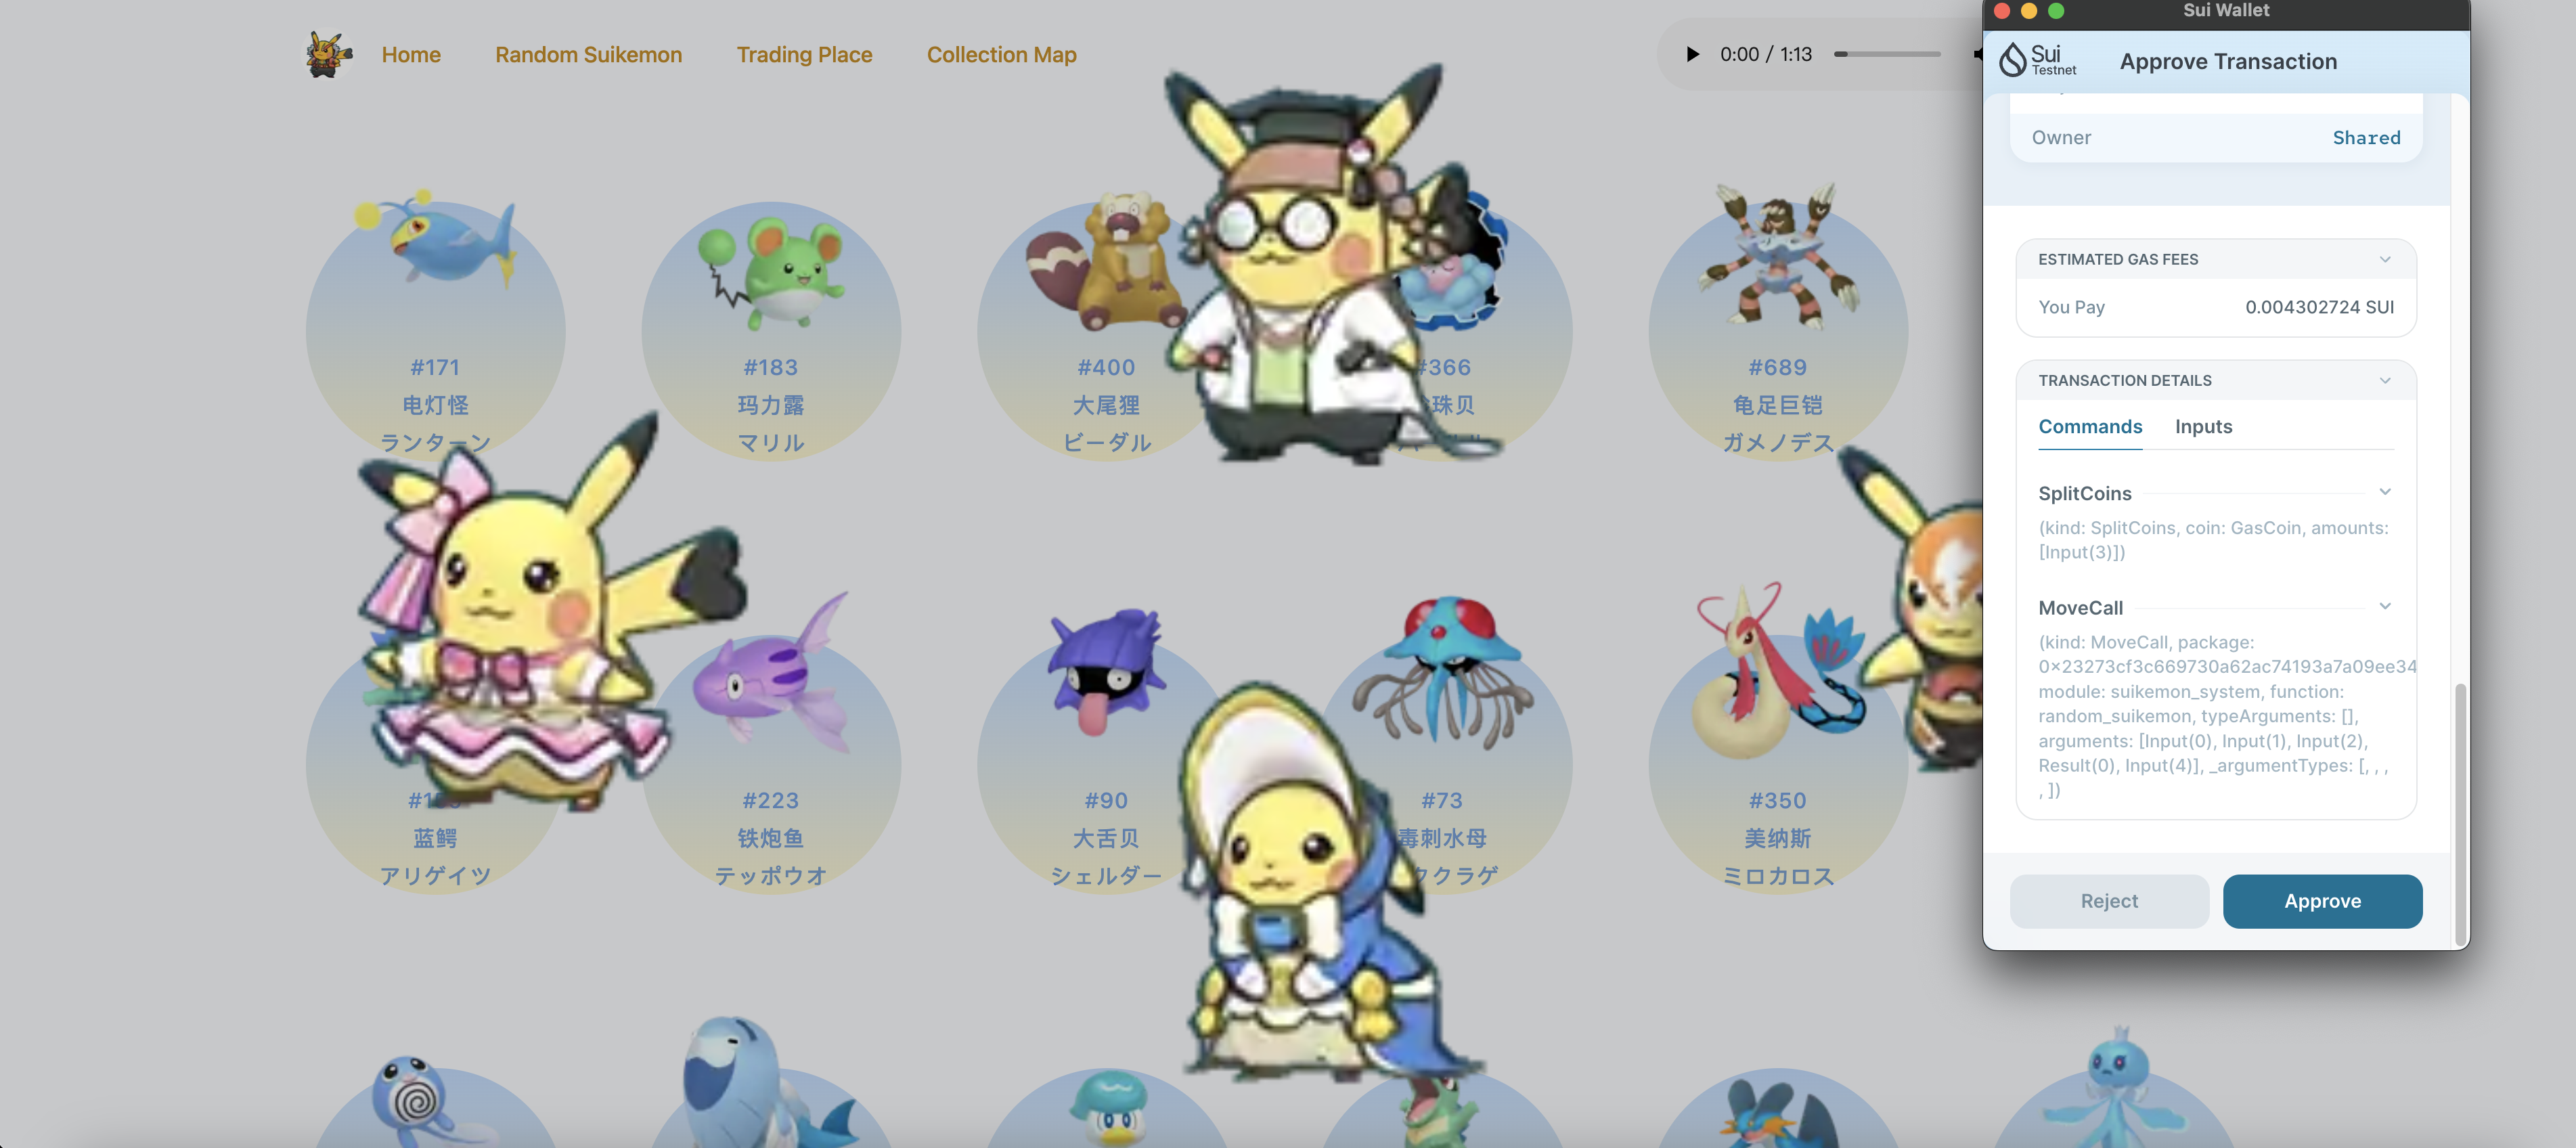 Home Random Suikemon Trading Place Collection Map
0:00 / 1:13
#171
电灯怪
ランターン
#183
玛力露
マリル
#400
大尾狸
ビーダル
#366
珠贝
#689
龟足巨铠
ガメノデス
蓝鳄
アリゲイツ
#223
铁炮鱼
テッポウオ
#90
大舌贝
シェルダー
#73
毒刺水母
ククラゲ
#350
美纳斯
ミロカロス
Sui Wallet
Sui
Testnet
Approve Transaction
Owner Shared
ESTIMATED GAS FEES
You Pay 0.004302724 SUI
TRANSACTION DETAILS
Commands Inputs
SplitCoins
(kind: SplitCoins, coin: GasCoin, amounts:
[Input(3)])
MoveCall
(kind: MoveCall, package:
0x23273cf3c669730a62ac74193a7a09ee34
module: suikemon_system, function:
random_suikemon, typeArguments: [],
arguments: [Input(0), Input(1), Input(2),
Result(0), Input(4)], _argumentTypes: [, , ,
, ])
Reject Approve